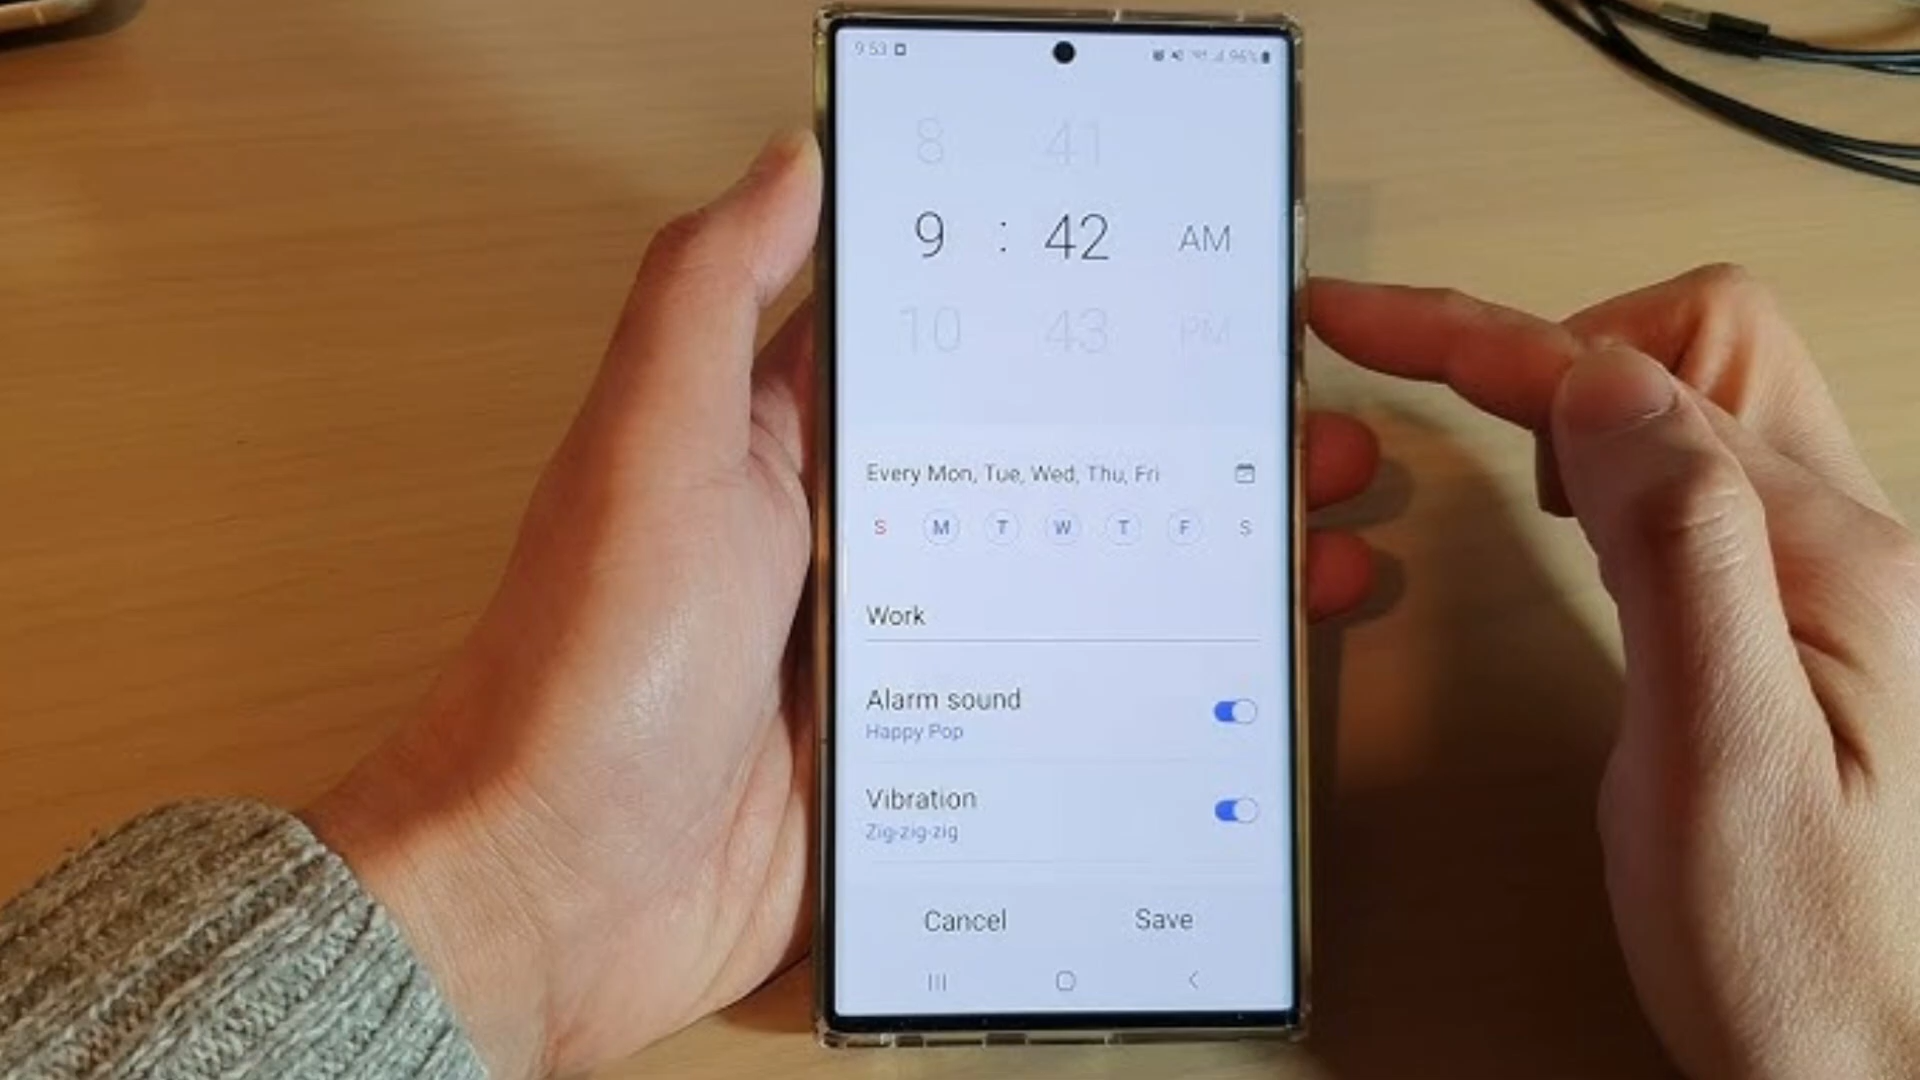 9:53 96%
8 41
9 : 42 AM
10 43 PM
Every Mon, Tue, Wed, Thu, Fri
S M T W T F S
Work
Alarm sound
Happy Pop
Vibration
Zig-zig-zig
Cancel Save